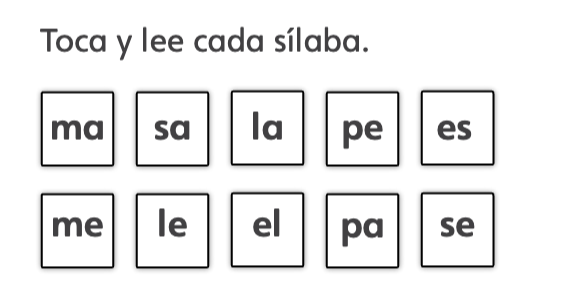 Toca y lee cada sílaba.
ma sa la pe es
me le el pa se